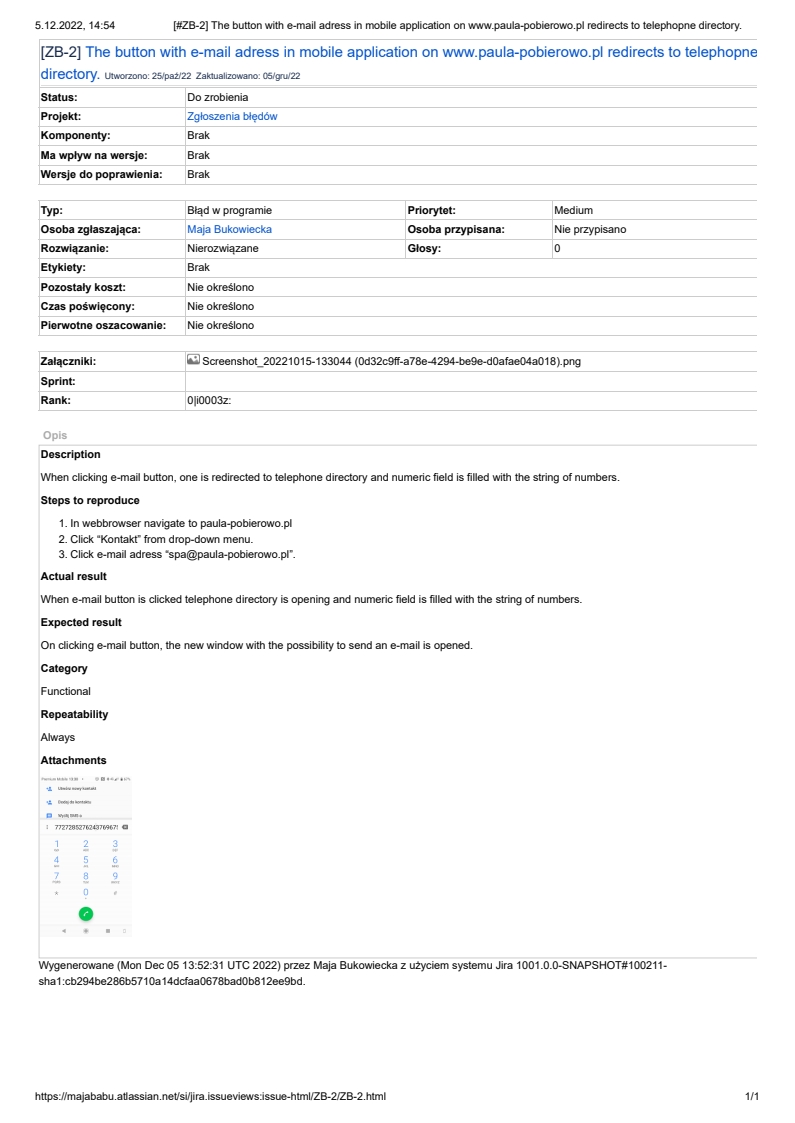 5.12.2022, 14:54 [#ZB-2] The button with e-mail adress in mobile application on www.paula-pobierowo.pl redirects to telephopne directory.
[ZB-2] The button with e-mail adress in mobile application on www.paula-pobierowo.pl redirects to telephopne
directory. Utworzono: 25/paź/22 Zaktualizowano: 05/gru/22
Status: Do zrobienia
Projekt: Zgłoszenia błędów
Komponenty: Brak
Ma wpływ na wersje: Brak
Wersje do poprawienia: Brak
Typ: Błąd w programie Priorytet: Medium
Osoba zgłaszająca: Maja Bukowiecka Osoba przypisana: Nie przypisano
Rozwiązanie: Nierozwiązane Głosy: 0
Etykiety: Brak
Pozostały koszt: Nie określono
Czas poświęcony: Nie określono
Pierwotne oszacowanie: Nie określono
Załączniki: Screenshot_20221015-133044 (0d32c9ff-a78e-4294-be9e-d0afae04a018).png
Sprint:
Rank: 0|i0003z:
Opis
Description
When clicking e-mail button, one is redirected to telephone directory and numeric field is filled with the string of numbers.
Steps to reproduce
1. In webbrowser navigate to paula-pobierowo.pl
2. Click “Kontakt” from drop-down menu.
3. Click e-mail adress “spa@paula-pobierowo.pl”.
Actual result
When e-mail button is clicked telephone directory is opening and numeric field is filled with the string of numbers.
Expected result
On clicking e-mail button, the new window with the possibility to send an e-mail is opened.
Category
Functional
Repeatability
Always
Attachments
Utwórz nowy kontakt
Dodaj do kontaktu
Wyślij SMS-a
1 2 3
4 5 6
7 8 9
* 0 #
Wygenerowane (Mon Dec 05 13:52:31 UTC 2022) przez Maja Bukowiecka z użyciem systemu Jira 1001.0.0-SNAPSHOT#100211-
sha1:cb294be286b5710a14dcfaa0678bad0b812ee9bd.
https://majababu.atlassian.net/si/jira.issueviews:issue-html/ZB-2/ZB-2.html 1/1